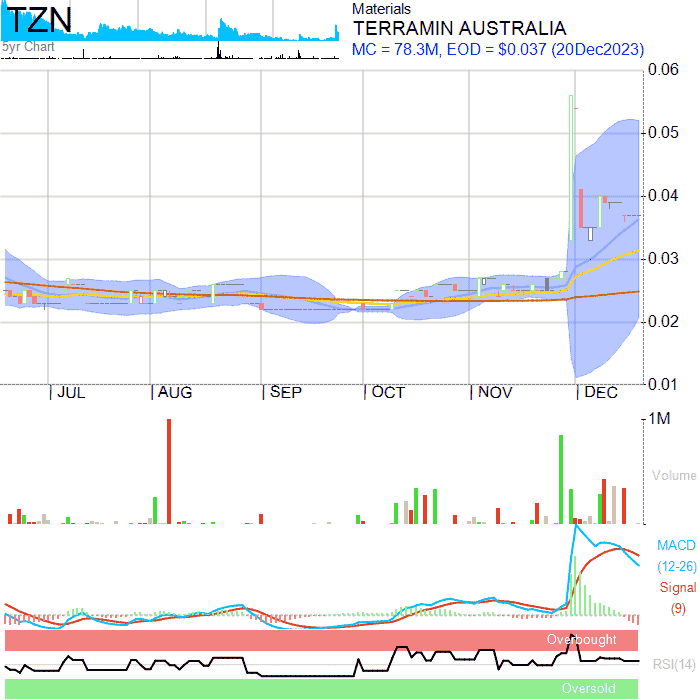 TZN
5yr Chart
Materials
TERRAMIN AUSTRALIA
MC = 78.3M, EOD = $0.037 (20Dec2023)
0.06
0.05
0.04
0.03
0.02
0.01
JUL AUG SEP OCT NOV DEC
1M
Volume
MACD
(12-26)
Signal
(9)
Overbought
RSI(14)
Oversold